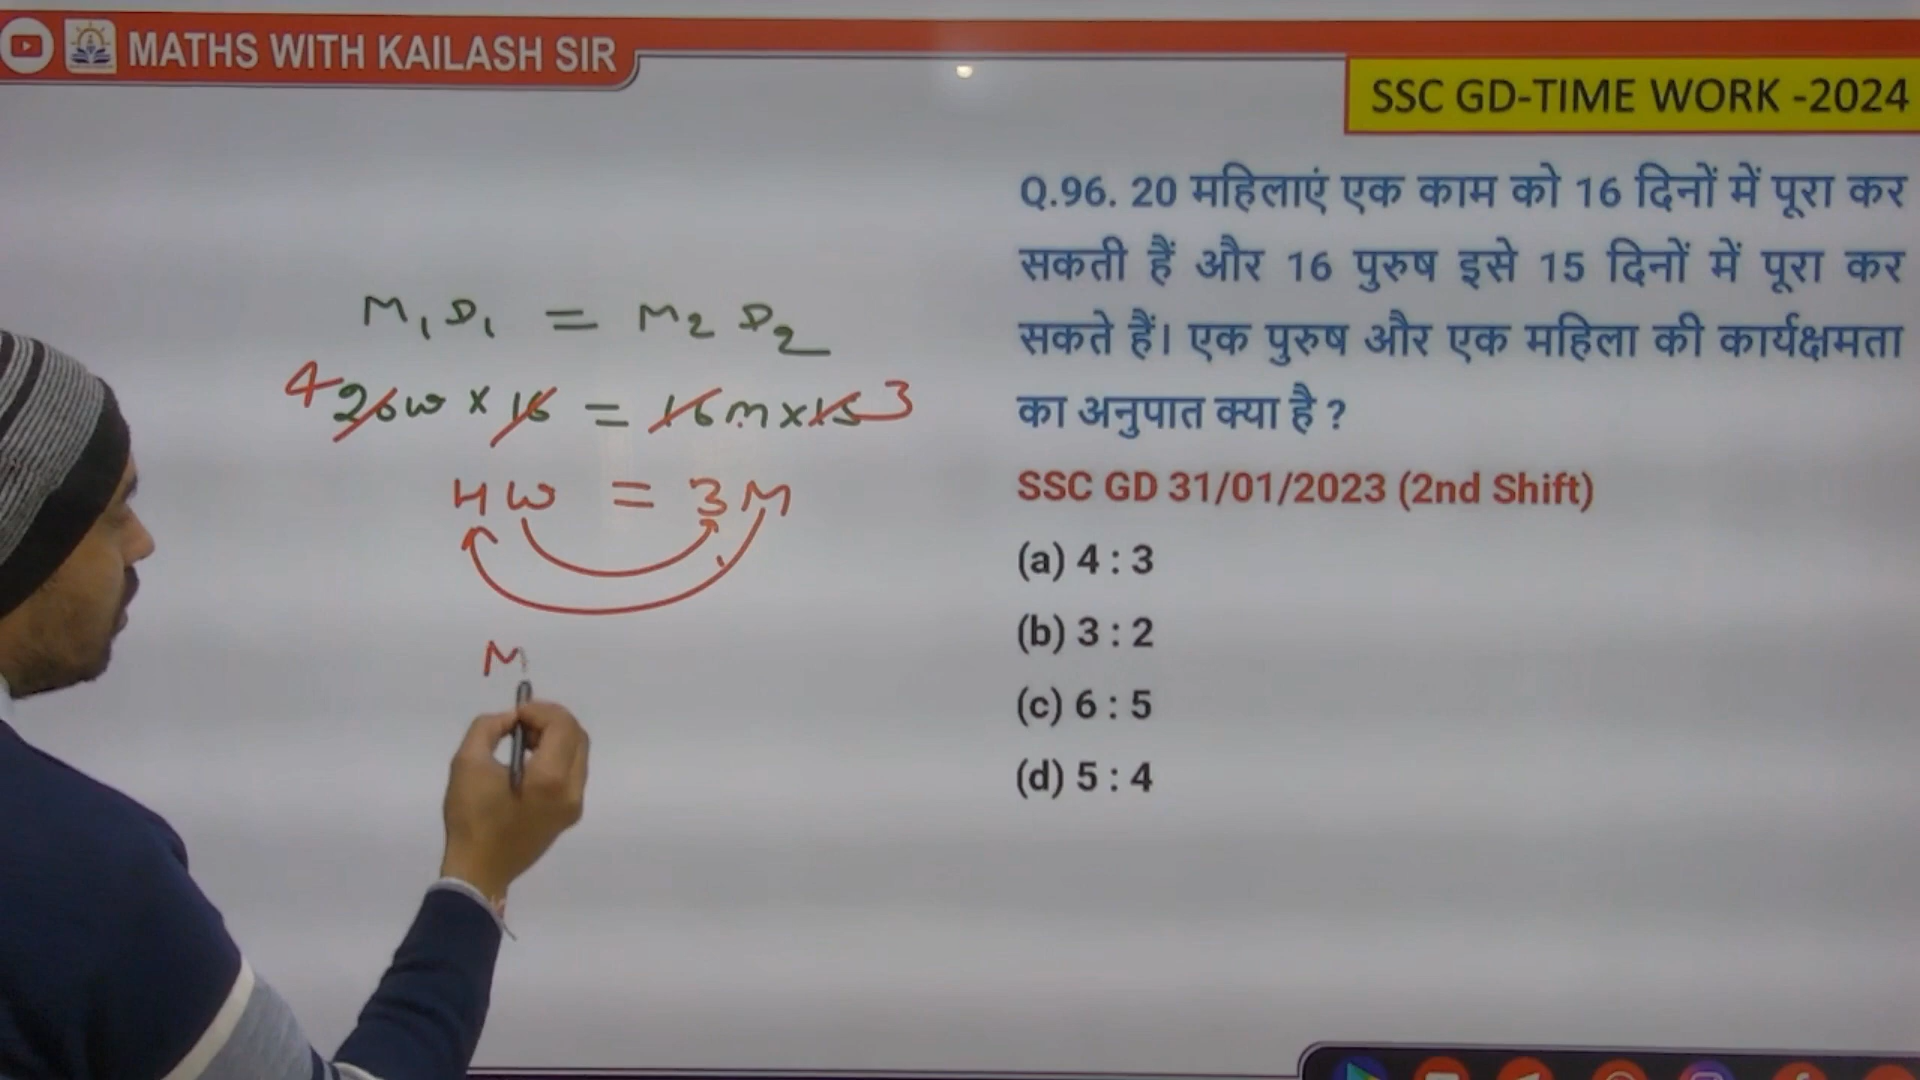 MATHS WITH KAILASH SIR
SSC GD-TIME WORK -2024
M₁D₁ = M₂D₂
4 20w × 16 = 16m×15 3
4W = 3M
M
Q.96. 20 महिलाएं एक काम को 16 दिनों में पूरा कर
सकती हैं और 16 पुरुष इसे 15 दिनों में पूरा कर
सकते हैं। एक पुरुष और एक महिला की कार्यक्षमता
का अनुपात क्या है ?
SSC GD 31/01/2023 (2nd Shift)
(a) 4 : 3
(b) 3 : 2
(c) 6 : 5
(d) 5 : 4